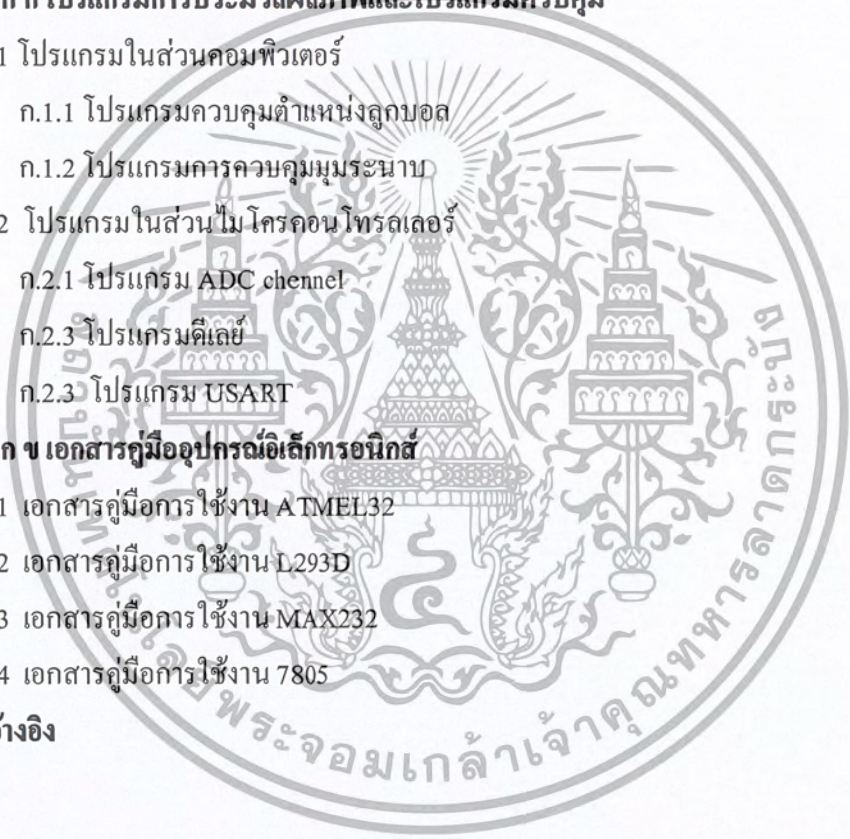 โปรแกรมการประมวลผลภาพและโปรแกรมควบคุม
1 โปรแกรมในส่วนคอมพิวเตอร์
ก.1.1 โปรแกรมควบคุมตำแหน่งลูกบอล
ก.1.2 โปรแกรมการควบคุมมุมระนาบ
2 โปรแกรมในส่วนไมโครคอนโทรลเลอร์
ก.2.1 โปรแกรม ADC chennel
ก.2.3 โปรแกรมดีเลย์
ก.2.3 โปรแกรม USART
ก ข เอกสารคู่มืออุปกรณ์อิเล็กทรอนิกส์
1 เอกสารคู่มือการใช้งาน ATMEL32
2 เอกสารคู่มือการใช้งาน L293D
3 เอกสารคู่มือการใช้งาน MAX232
4 เอกสารคู่มือการใช้งาน 7805
อ้างอิง
สถาบันเทคโนโลยีพระจอมเกล้าเจ้าคุณทหารลาดกระบัง